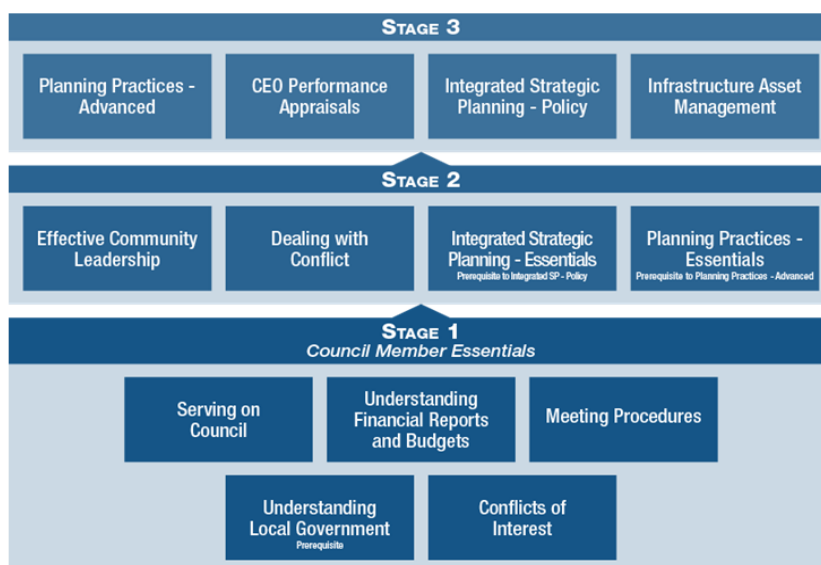 STAGE 3
Planning Practices -
Advanced
CEO Performance
Appraisals
Integrated Strategic
Planning - Policy
Infrastructure Asset
Management
STAGE 2
Effective Community
Leadership
Dealing with
Conflict
Integrated Strategic
Planning - Essentials
Prerequisite to Integrated SP - Policy
Planning Practices -
Essentials
Prerequisite to Planning Practices - Advanced
STAGE 1
Council Member Essentials
Serving on
Council
Understanding
Financial Reports
and Budgets
Meeting Procedures
Understanding
Local Government
Prerequisite
Conflicts of
Interest